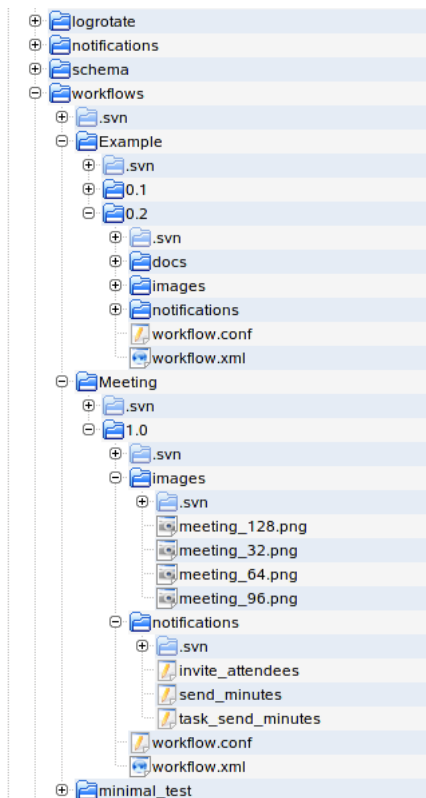 logrotate
notifications
schema
workflows
.svn
Example
.svn
0.1
0.2
.svn
docs
images
notifications
workflow.conf
workflow.xml
Meeting
.svn
1.0
.svn
images
.svn
meeting_128.png
meeting_32.png
meeting_64.png
meeting_96.png
notifications
.svn
invite_attendees
send_minutes
task_send_minutes
workflow.conf
workflow.xml
minimal_test